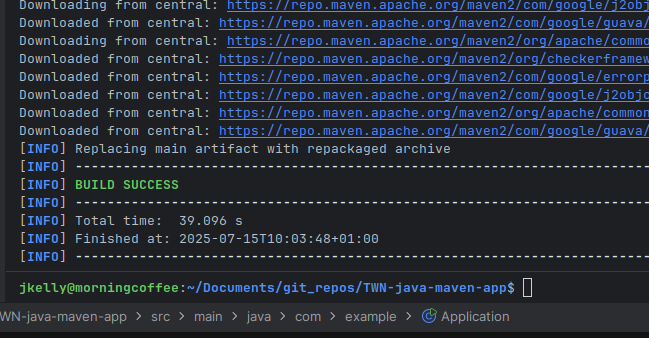 Downloading from central: https://repo.maven.apache.org/maven2/com/google/j2obj
Downloaded from central: https://repo.maven.apache.org/maven2/com/google/guava/
Downloading from central: https://repo.maven.apache.org/maven2/org/apache/commo
Downloaded from central: https://repo.maven.apache.org/maven2/org/checkerframew
Downloaded from central: https://repo.maven.apache.org/maven2/com/google/errorp
Downloaded from central: https://repo.maven.apache.org/maven2/com/google/j2objc
Downloaded from central: https://repo.maven.apache.org/maven2/org/apache/common
Downloaded from central: https://repo.maven.apache.org/maven2/com/google/guava/
[INFO] Replacing main artifact with repackaged archive
[INFO] ------------------------------------------------------------------------
[INFO] BUILD SUCCESS
[INFO] ------------------------------------------------------------------------
[INFO] Total time:  39.096 s
[INFO] Finished at: 2025-07-15T10:03:48+01:00
[INFO] ------------------------------------------------------------------------
jkelly@morningcoffee:~/Documents/git_repos/TWN-java-maven-app$
WN-java-maven-app > src > main > java > com > example > Application